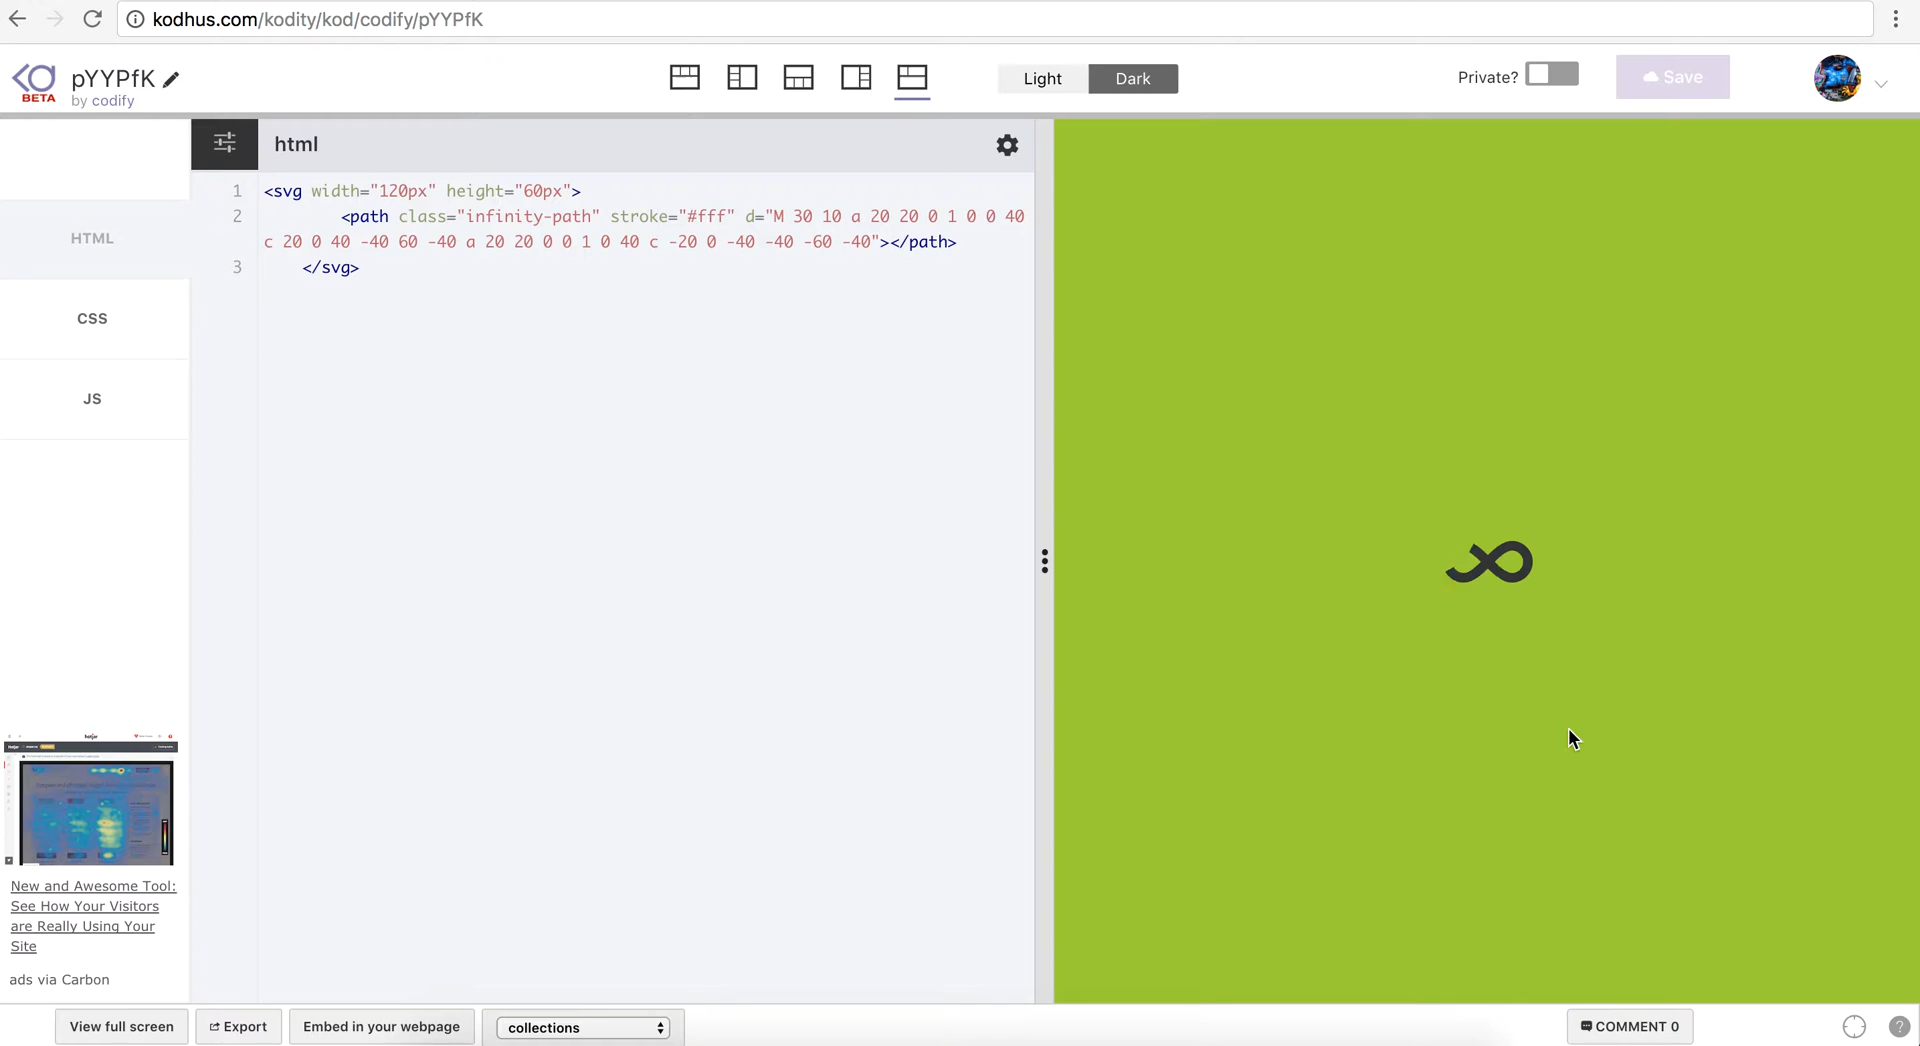 kodhus.com/kodity/kod/codify/pYYPfK
pYYPfK
BETA
by codify
Light
Dark
Private?
Save
html
HTML
CSS
JS
1 <svg width="120px" height="60px">
2 <path class="infinity-path" stroke="#fff" d="M 30 10 a 20 20 0 1 0 0 40
c 20 0 40 -40 60 -40 a 20 20 0 0 1 0 40 c -20 0 -40 -40 -60 -40"></path>
3 </svg>
New and Awesome Tool:
See How Your Visitors
are Really Using Your
Site
ads via Carbon
View full screen
Export
Embed in your webpage
collections
COMMENT 0
?